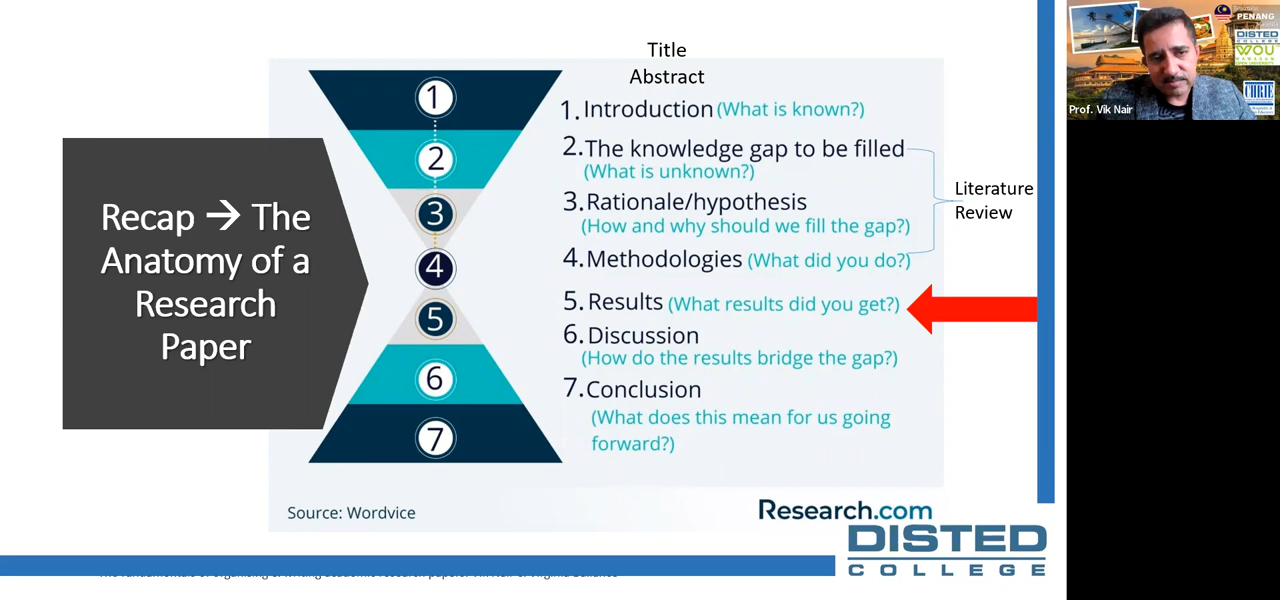 Recap → The
Anatomy of a
Research
Paper
1
2
3
4
5
6
7
Title
Abstract
1. Introduction (What is known?)
2. The knowledge gap to be filled
(What is unknown?)
3. Rationale/hypothesis
(How and why should we fill the gap?)
4. Methodologies (What did you do?)
5. Results (What results did you get?)
6. Discussion
(How do the results bridge the gap?)
7. Conclusion
(What does this mean for us going
forward?)
Literature
Review
Source: Wordvice
Research.com
DISTED
COLLEGE
PENANG
DISTED
COLLEGE
WOU
CHRIE
Prof. Vik Nair